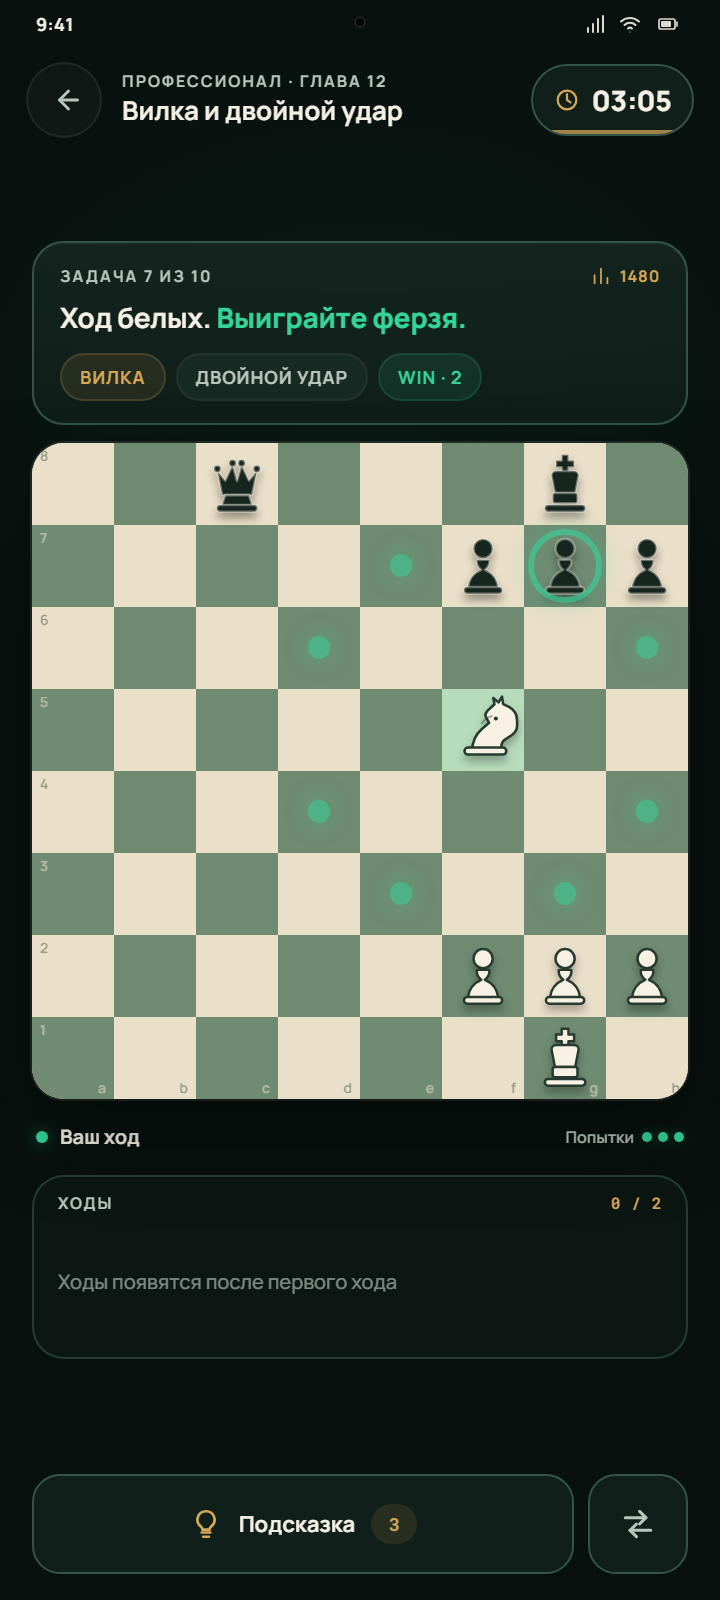 9:41
ПРОФЕССИОНАЛ · ГЛАВА 12
Вилка и двойной удар
03:05
ЗАДАЧА 7 ИЗ 10
1480
Ход белых. Выиграйте ферзя.
ВИЛКА
ДВОЙНОЙ УДАР
WIN · 2
8
7
6
5
4
3
2
1
a b c d e f g h
Ваш ход
Попытки
ХОДЫ
0 / 2
Ходы появятся после первого хода
Подсказка 3